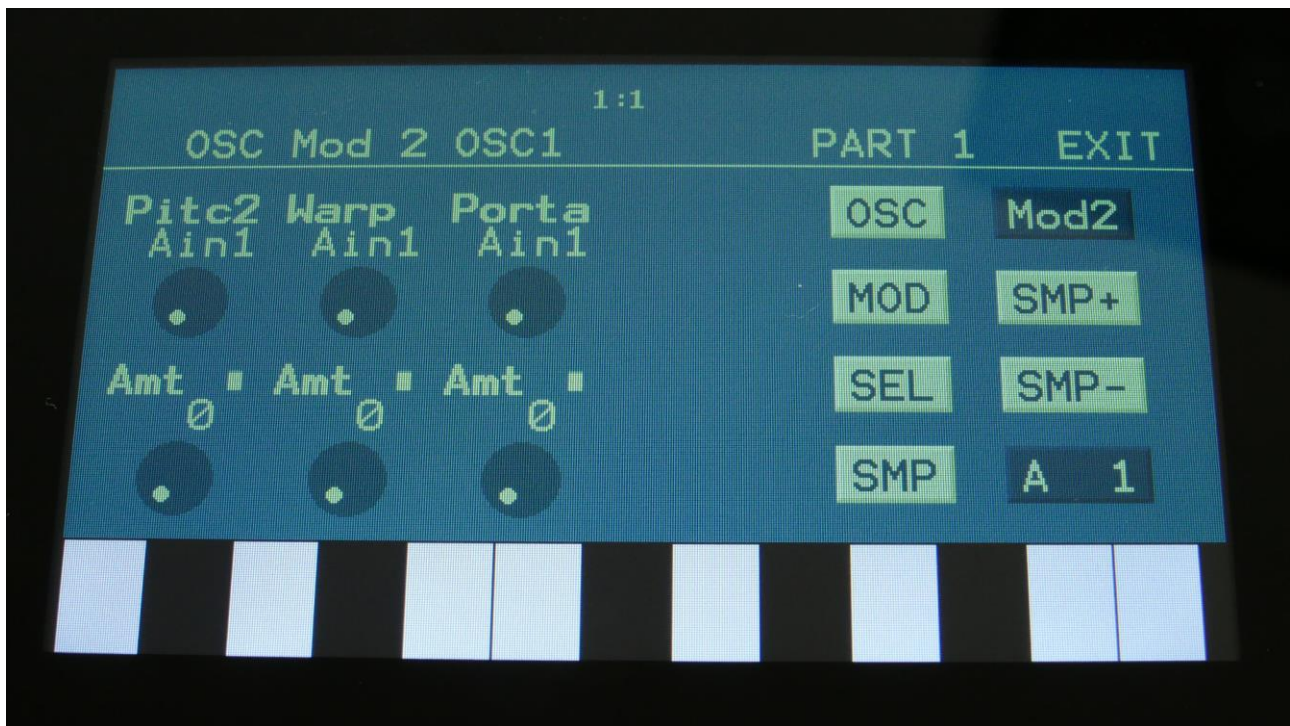 1:1
OSC Mod 2 OSC1 PART 1 EXIT
Pitc2 Warp Porta OSC Mod2
Ain1 Ain1 Ain1
MOD SMP+
Amt Amt Amt SEL SMP-
0 0 0
SMP A 1